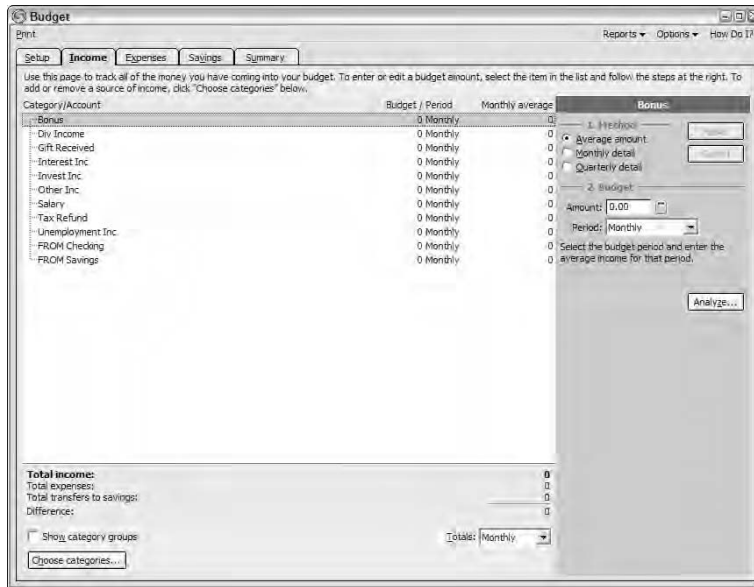 Budget
Print Reports Options How Do I?
Setup Income Expenses Savings Summary
Use this page to track all of the money you have coming into your budget. To enter or edit a budget amount, select the item in the list and follow the steps at the right. To
add or remove a source of income, click "Choose categories" below.
Category/Account Budget / Period Monthly average Bonus
Bonus 0 Monthly 0
Div Income 0 Monthly 0
Gift Received 0 Monthly 0
Interest Inc 0 Monthly 0
Invest Inc 0 Monthly 0
Other Inc 0 Monthly 0
Salary 0 Monthly 0
Tax Refund 0 Monthly 0
Unemployment Inc 0 Monthly 0
FROM Checking 0 Monthly 0
FROM Savings 0 Monthly 0
1. Method
Average amount
Monthly detail
Quarterly detail
2. Budget
Amount: 0.00
Period: Monthly
Select the budget period and enter the
average income for that period.
Analyze...
Total income: 0
Total expenses: 0
Total transfers to savings: 0
Difference: 0
Show category groups Totals: Monthly
Choose categories...